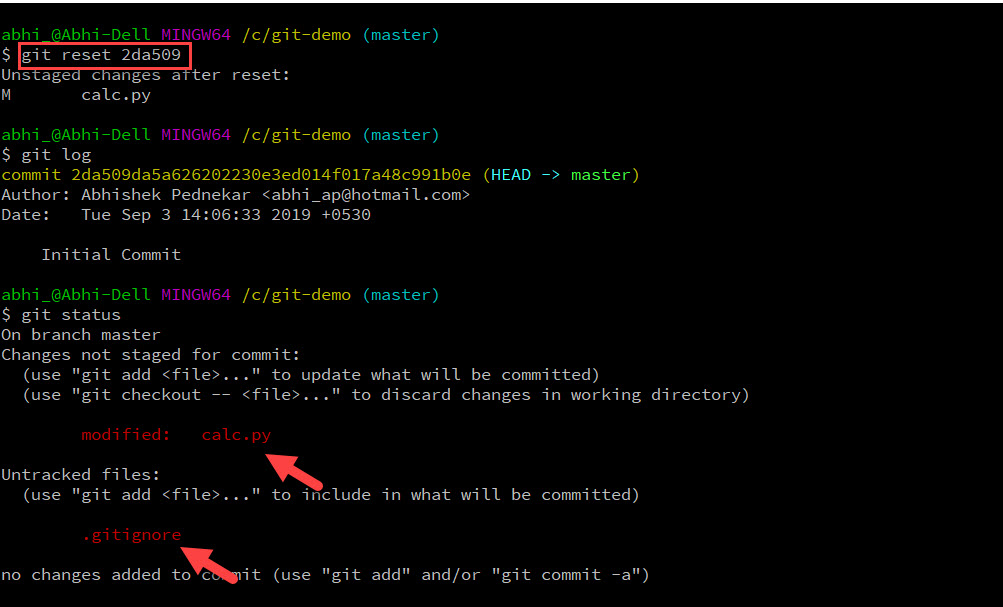 abhi_@Abhi-Dell MINGW64 /c/git-demo (master)
$ git reset 2da509
Unstaged changes after reset:
M       calc.py
abhi_@Abhi-Dell MINGW64 /c/git-demo (master)
$ git log
commit 2da509da5a626202230e3ed014f017a48c991b0e (HEAD -> master)
Author: Abhishek Pednekar <abhi_ap@hotmail.com>
Date:   Tue Sep 3 14:06:33 2019 +0530
    Initial Commit
abhi_@Abhi-Dell MINGW64 /c/git-demo (master)
$ git status
On branch master
Changes not staged for commit:
  (use "git add <file>..." to update what will be committed)
  (use "git checkout -- <file>..." to discard changes in working directory)
        modified:   calc.py
Untracked files:
  (use "git add <file>..." to include in what will be committed)
        .gitignore
no changes added to commit (use "git add" and/or "git commit -a")